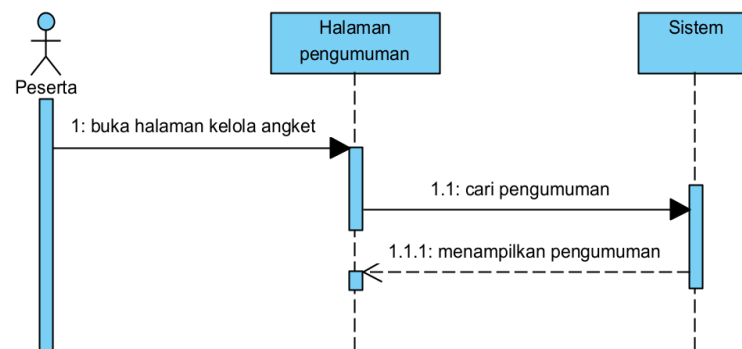 Halaman
pengumuman
Sistem
Peserta
1: buka halaman kelola angket
1.1: cari pengumuman
1.1.1: menampilkan pengumuman